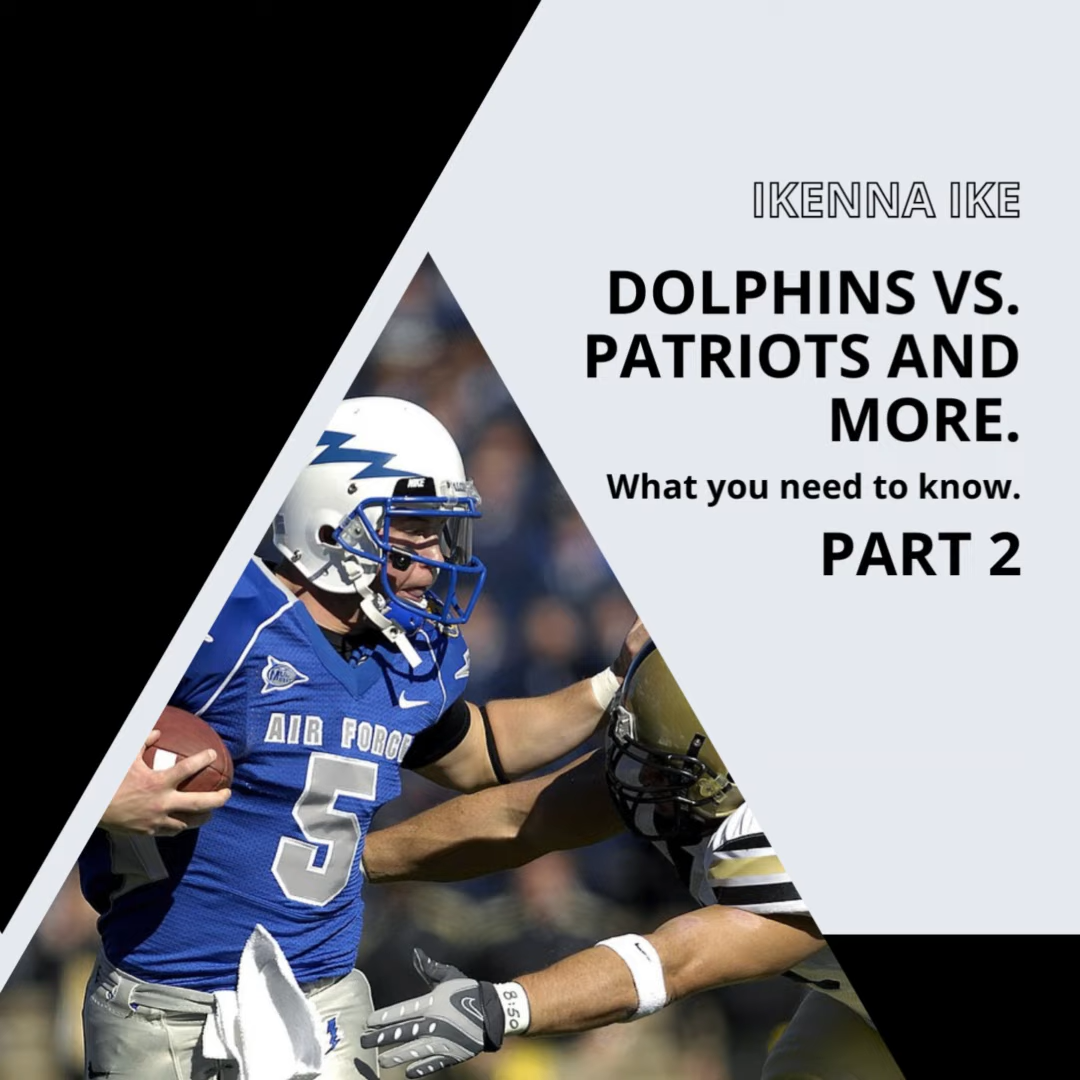 IKENNA IKE
DOLPHINS VS.
PATRIOTS AND
MORE.
What you need to know.
PART 2
AIR FORCE
5
8:50